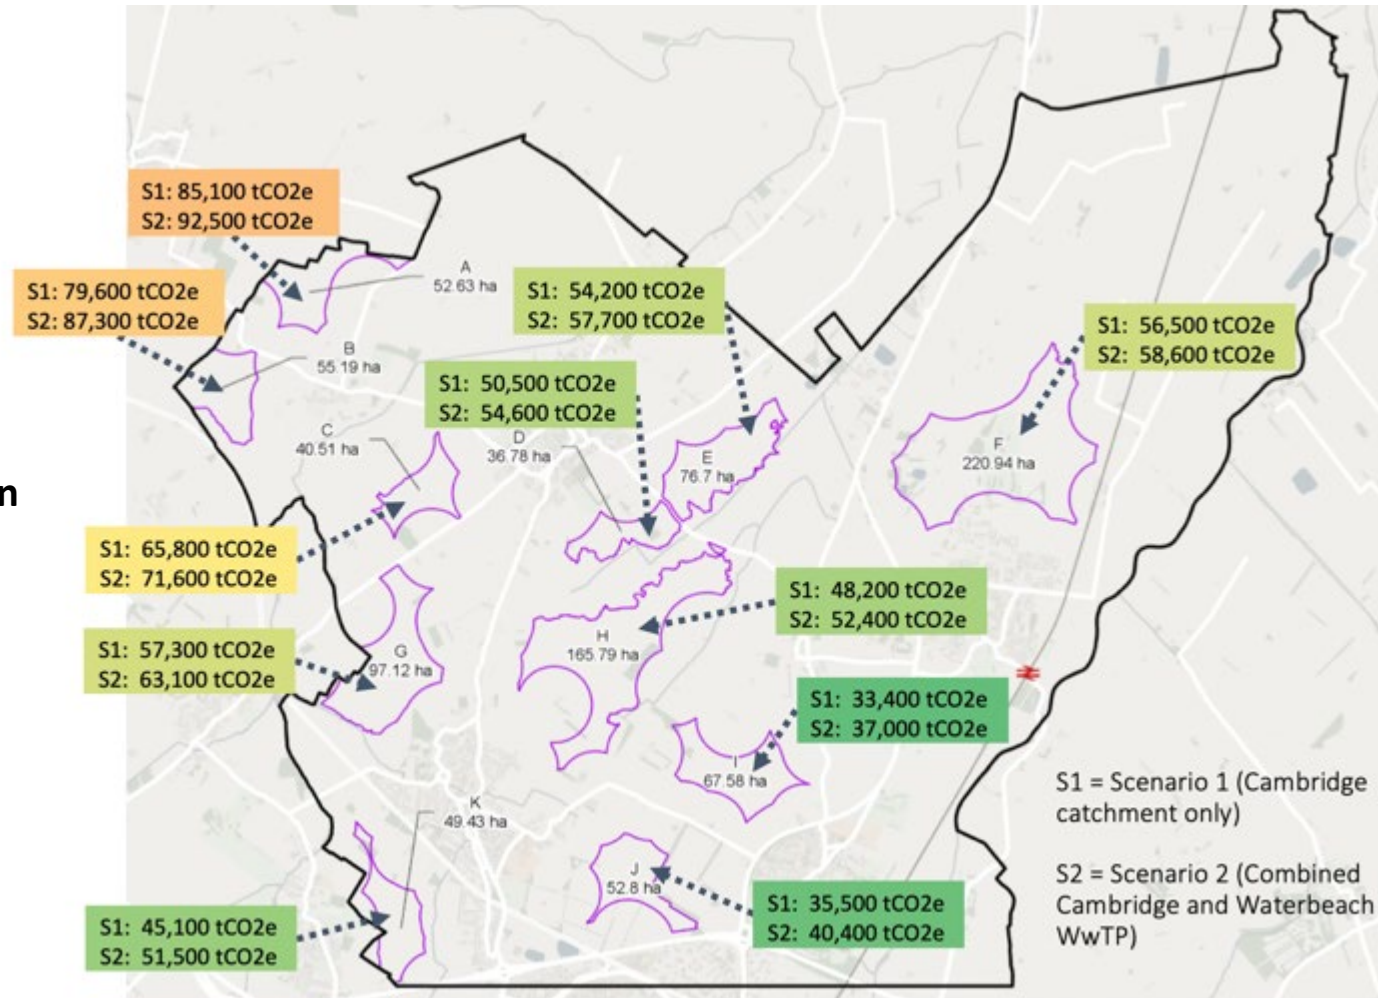 S1: 85,100 tCO2e
S2: 92,500 tCO2e
A
52.63 ha
S1: 79,600 tCO2e
S2: 87,300 tCO2e
S1: 54,200 tCO2e
S2: 57,700 tCO2e
S1: 56,500 tCO2e
S2: 58,600 tCO2e
B
55.19 ha
S1: 50,500 tCO2e
S2: 54,600 tCO2e
C
40.51 ha
D
36.78 ha
E
76.7 ha
F
220.94 ha
n
S1: 65,800 tCO2e
S2: 71,600 tCO2e
S1: 48,200 tCO2e
S2: 52,400 tCO2e
S1: 57,300 tCO2e
S2: 63,100 tCO2e
G
97.12 ha
H
165.79 ha
S1: 33,400 tCO2e
S2: 37,000 tCO2e
I
67.58 ha
K
49.43 ha
S1 = Scenario 1 (Cambridge
catchment only)
J
52.8 ha
S2 = Scenario 2 (Combined
Cambridge and Waterbeach
WwTP)
S1: 35,500 tCO2e
S2: 40,400 tCO2e
S1: 45,100 tCO2e
S2: 51,500 tCO2e